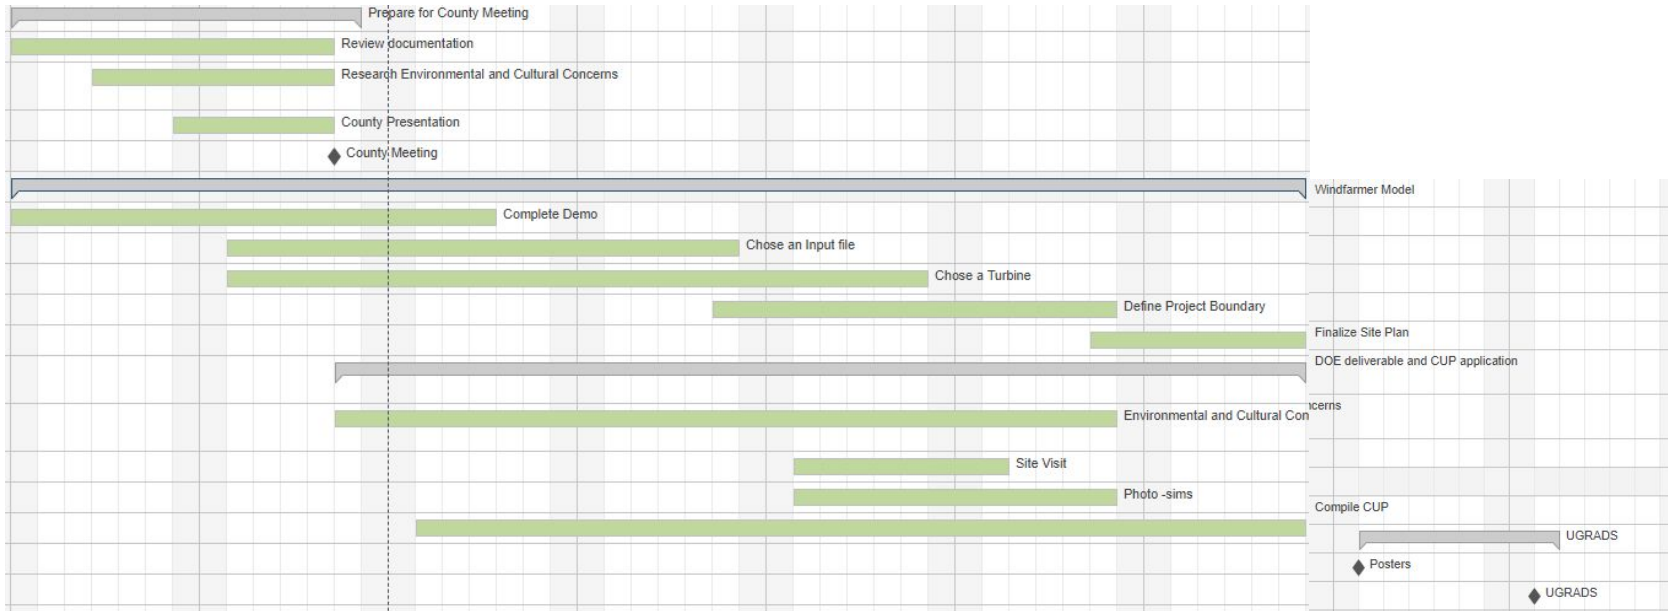 Prepare for County Meeting
Review documentation
Research Environmental and Cultural Concerns
County Presentation
County Meeting
Windfarmer Model
Complete Demo
Chose an Input file
Chose a Turbine
Define Project Boundary
Finalize Site Plan
DOE deliverable and CUP application
Environmental and Cultural Concerns
Site Visit
Photo -sims
Compile CUP
UGRADS
Posters
UGRADS